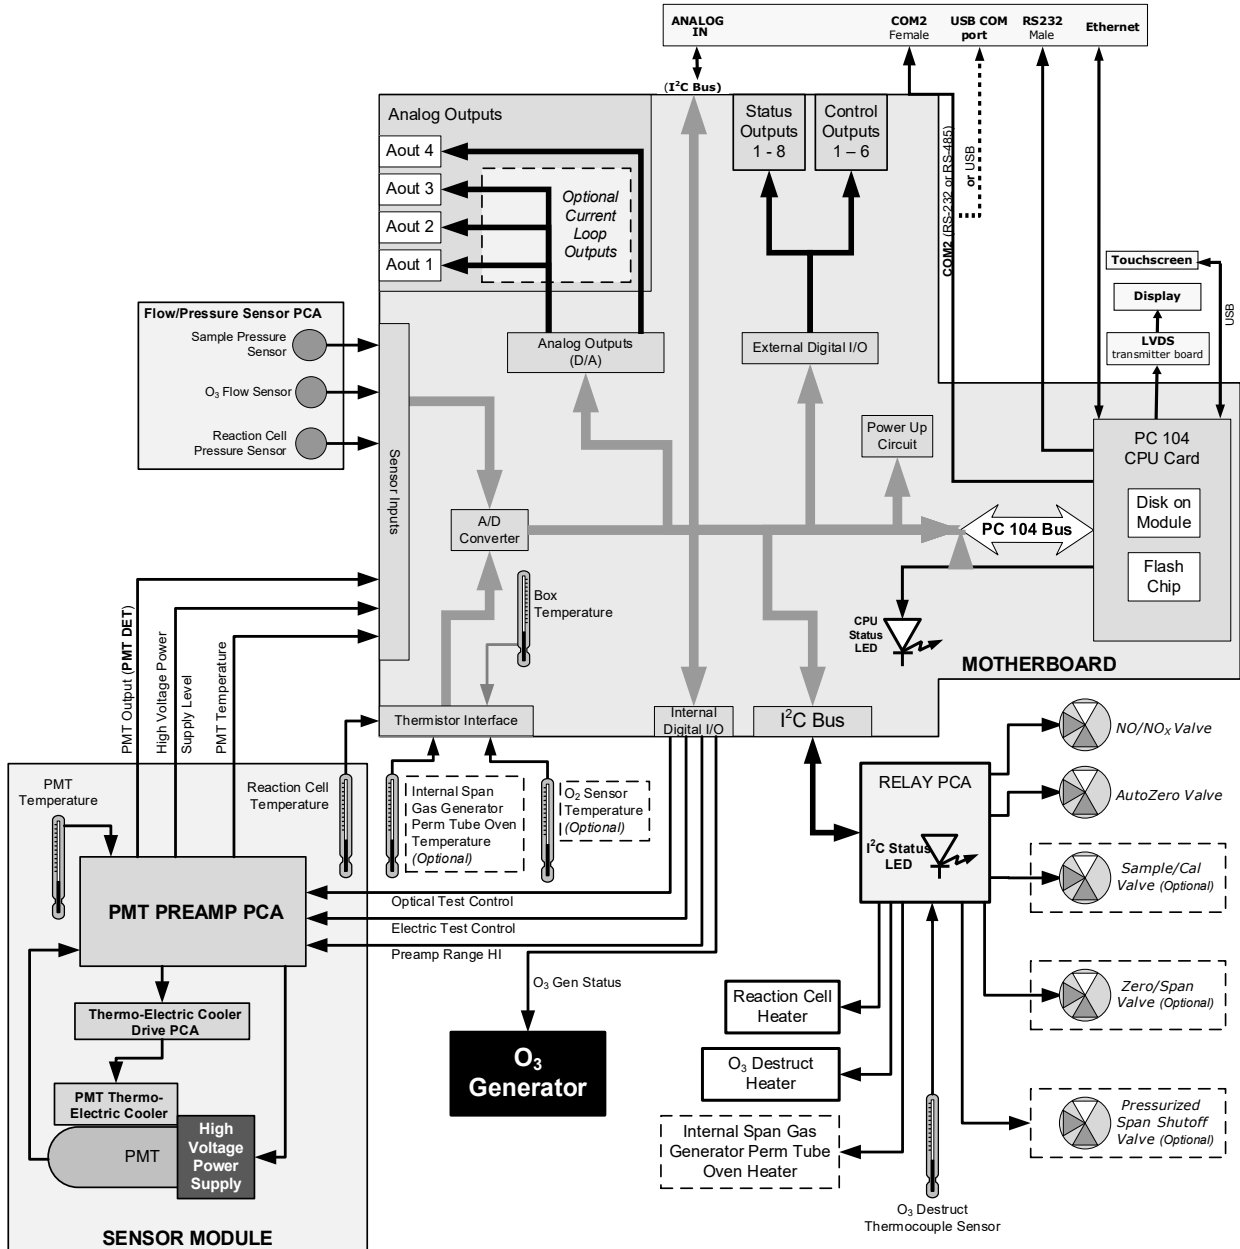 ANALOG
IN
COM2
Female
USB COM
port
RS232
Male
Ethernet
(I²C Bus)
Analog Outputs
Aout 4
Aout 3
Aout 2
Aout 1
Optional
Current
Loop
Outputs
Status
Outputs
1 - 8
Control
Outputs
1 – 6
COM2 (RS-232 or RS-485)
or USB
Touchscreen
Display
LVDS
transmitter board
USB
Flow/Pressure Sensor PCA
Sample Pressure
Sensor
O₃ Flow Sensor
Reaction Cell
Pressure Sensor
Sensor Inputs
Analog Outputs
(D/A)
External Digital I/O
Power Up
Circuit
PC 104
CPU Card
Disk on
Module
Flash
Chip
A/D
Converter
PC 104 Bus
Box
Temperature
CPU
Status
LED
MOTHERBOARD
PMT Output (PMT DET)
High Voltage Power
Supply Level
PMT Temperature
Thermistor Interface
Internal
Digital I/O
I²C Bus
PMT
Temperature
Reaction Cell
Temperature
Internal Span
Gas Generator
Perm Tube Oven
Temperature
(Optional)
O₂ Sensor
Temperature
(Optional)
RELAY PCA
I²C Status
LED
NO/NOₓ Valve
AutoZero Valve
Sample/Cal
Valve (Optional)
Zero/Span
Valve (Optional)
Pressurized
Span Shutoff
Valve (Optional)
PMT PREAMP PCA
Optical Test Control
Electric Test Control
Preamp Range HI
O₃ Gen Status
Thermo-Electric Cooler
Drive PCA
PMT Thermo-
Electric Cooler
PMT
High
Voltage
Power
Supply
SENSOR MODULE
O₃
Generator
Reaction Cell
Heater
O₃ Destruct
Heater
Internal Span Gas
Generator Perm Tube
Oven Heater
O₃ Destruct
Thermocouple Sensor